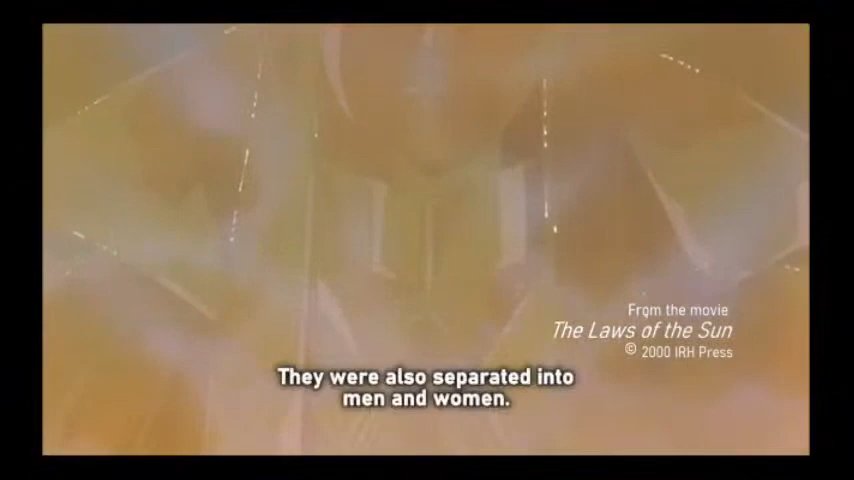 From the movie
The Laws of the Sun
© 2000 IRH Press
They were also separated into
men and women.